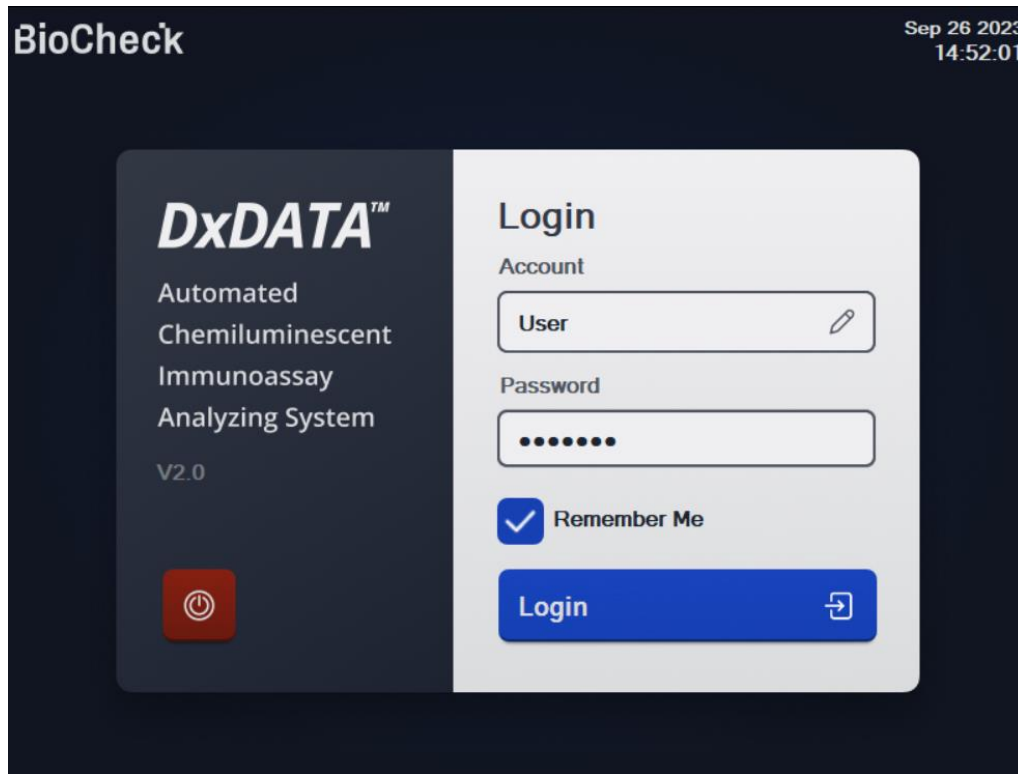 BioCheck
Sep 26 2023
14:52:01
DxDATA™
Automated
Chemiluminescent
Immunoassay
Analyzing System
V2.0
Login
Account
User
Password
•••••••
Remember Me
Login